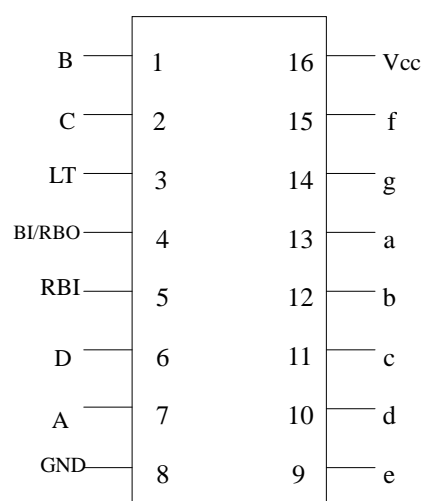 B 1 16 Vcc
C 2 15 f
LT 3 14 g
BI/RBO 4 13 a
RBI 5 12 b
D 6 11 c
A 7 10 d
GND 8 9 e